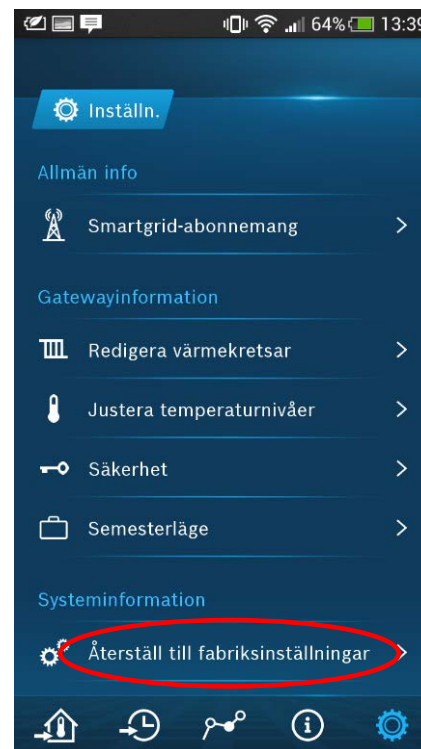 64% 13:39
Inställn.
Allmän info
Smartgrid-abonnemang
Gatewayinformation
Redigera värmekretsar
Justera temperaturnivåer
Säkerhet
Semesterläge
Systeminformation
Återställ till fabriksinställningar